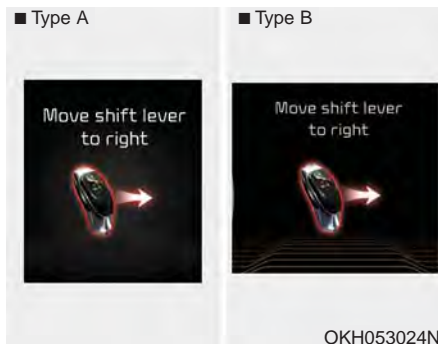 ■ Type A
Move shift lever
to right
■ Type B
Move shift lever
to right
OKH053024N